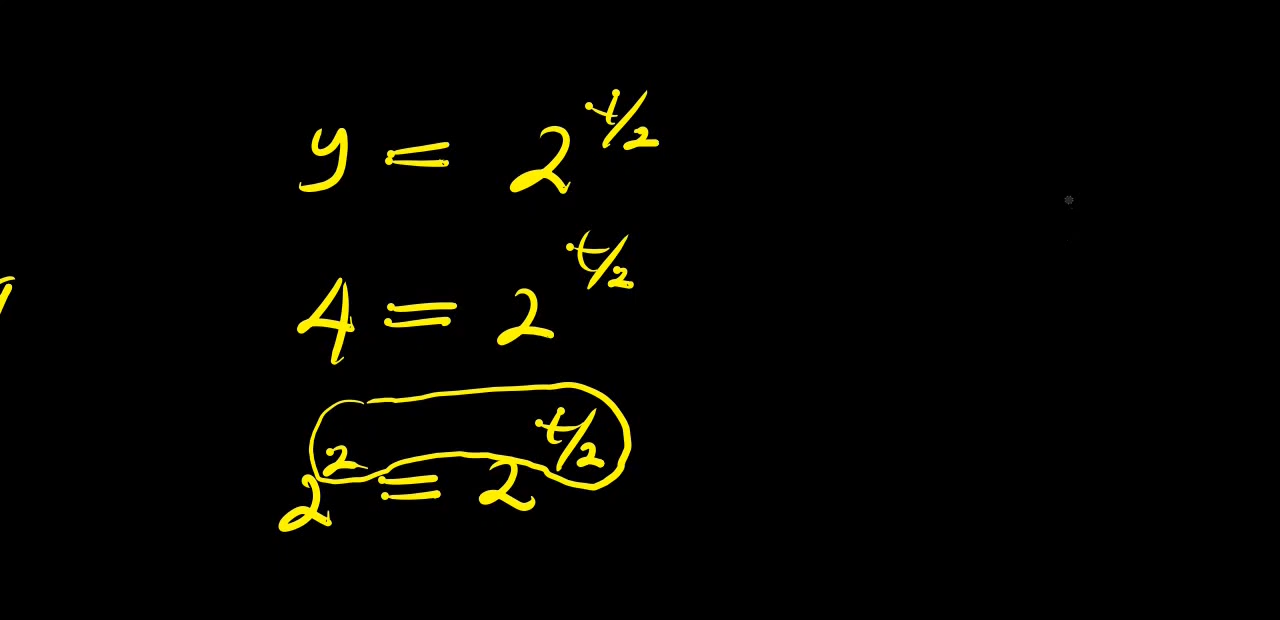 y = 2^{t/2}
4 = 2^{t/2}
2^2 = 2^{t/2}